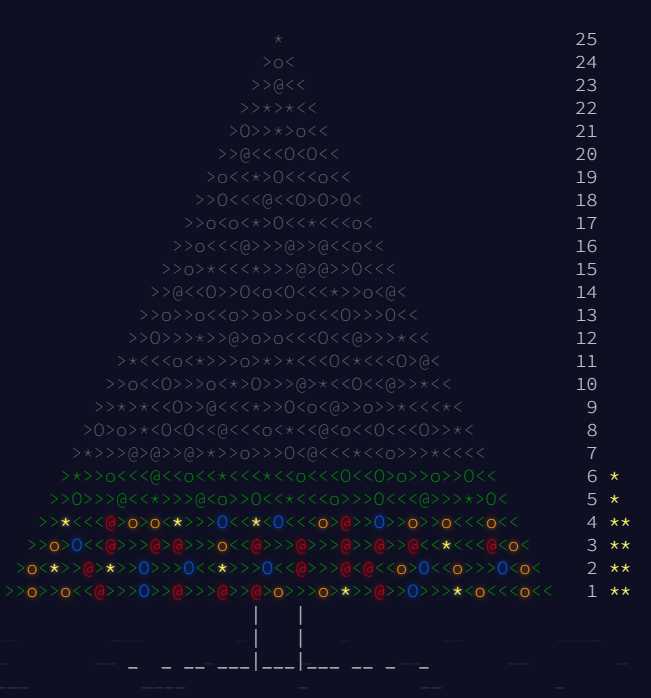 * 25
>o< 24
>>@<< 23
>>*>*<< 22
>O>>*>o<< 21
>>@<<<O<O<< 20
>o<<*>O<<<o<< 19
>>O<<<@<<O>O>O< 18
>>o<o<*>O<<*<<<o< 17
>>o<<<@>>>@>>@<<o<< 16
>>o>*<<<*>>>@>@>>O<<< 15
>>@<<O>>O<O<O<<<*>>o<@< 14
>>o>>O>>o>>o>>o<<<O>>>O<< 13
>>O>>>*>>@>o>o<<<O<<@>>>*<< 12
>*<<<o<*>>>o>*>*<<<O<*<<<O>@< 11
>>o<<O>>>o<*>O>>>@>*<<O<<@>>*<< 10
>>*>*<<O>>@<<<*>>O<o<@>>o>>*<<<*< 9
>O>o>*<O<O<<@<<<o<*<<@<o<<O<<<O>>*< 8
>*>>>@>@>>@>*>>o>>>O<@<<<*<<o>>>*<<<< 7
>*>>o<<<@<<o<<*<<<*<<o<<<O<<O>o>>o>>O<< 6 *
>>O>>>@<<*>>>@<o>>O<<*<<<o>>>O<<<@>>>*>O< 5 *
>>*<<<@>o>o>*>>>O<<*<O<<<o>@>>O>>o>>o<<<o<< 4 **
>>o>O<<@>>>@>@>>>o<<@>>>@>>>@>>@>>@<<*<<<@<o< 3 **
>o<*>>@>*>>O>>>O<<*>>>O<<@>>>@<@<<o>O<<o>>>O<o< 2 **
>>o>>o<<@>>>O>>@>>>@>>@>o>>>o>*>>@>>O>>>*<o<<<o<< 1 **